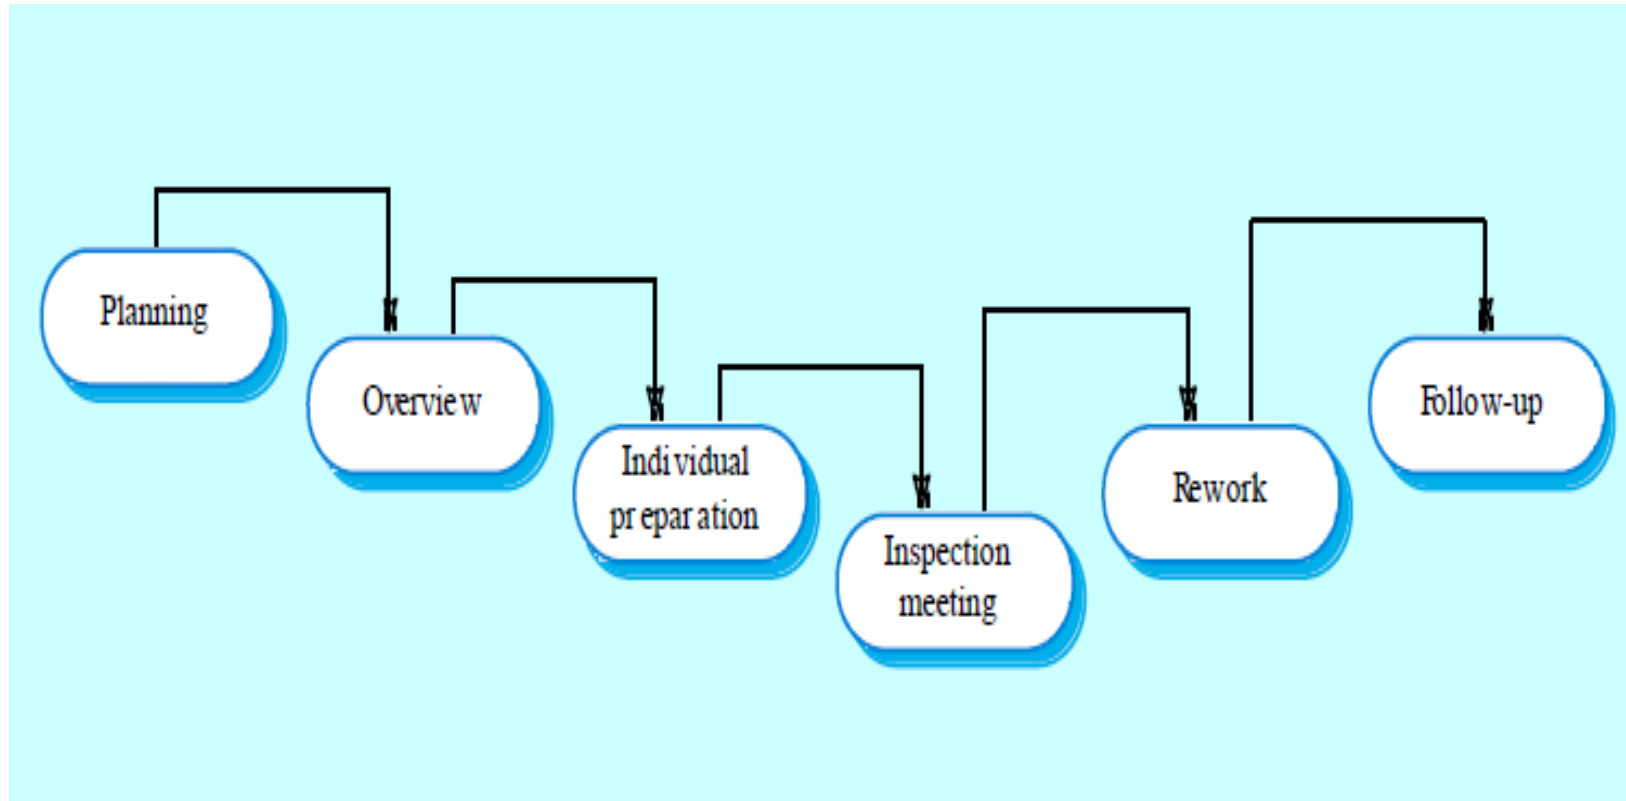 Planning
Overview
Individual
preparation
Inspection
meeting
Rework
Follow-up